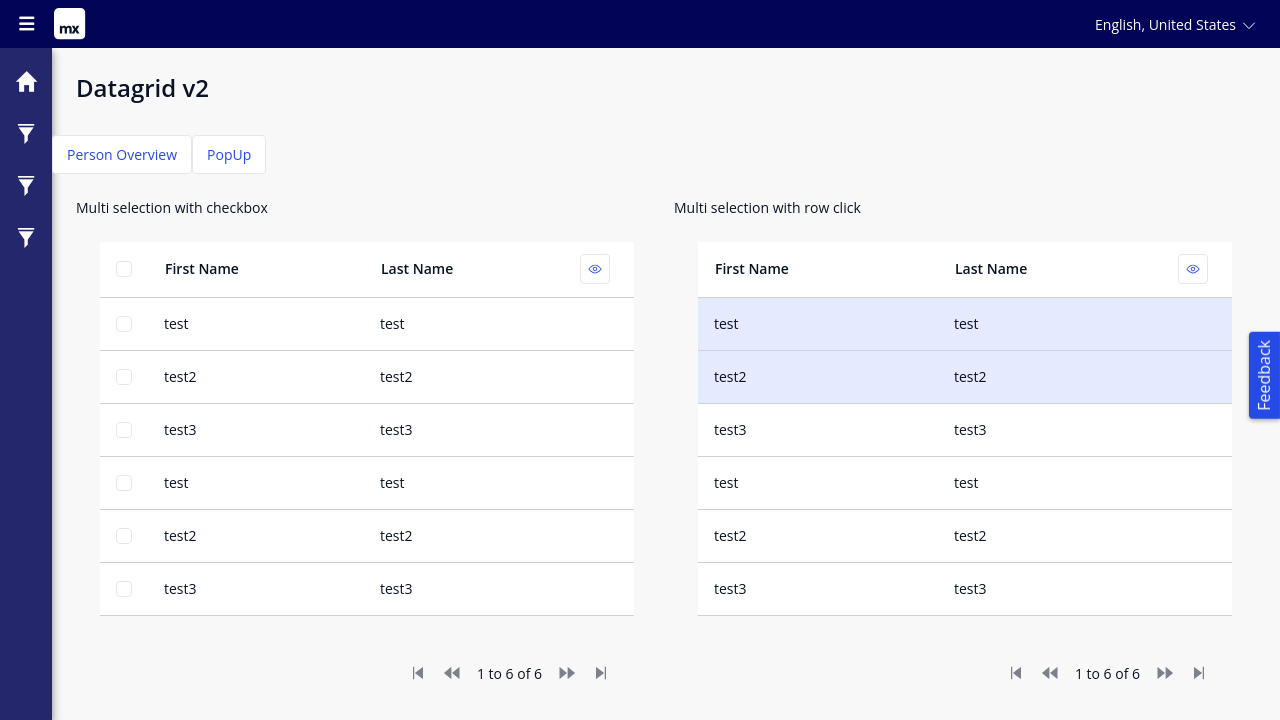 mx
English, United States
Datagrid v2
Person Overview PopUp
Multi selection with checkbox
First Name Last Name
test test
test2 test2
test3 test3
test test
test2 test2
test3 test3
1 to 6 of 6
Multi selection with row click
First Name Last Name
test test
test2 test2
test3 test3
test test
test2 test2
test3 test3
1 to 6 of 6
Feedback